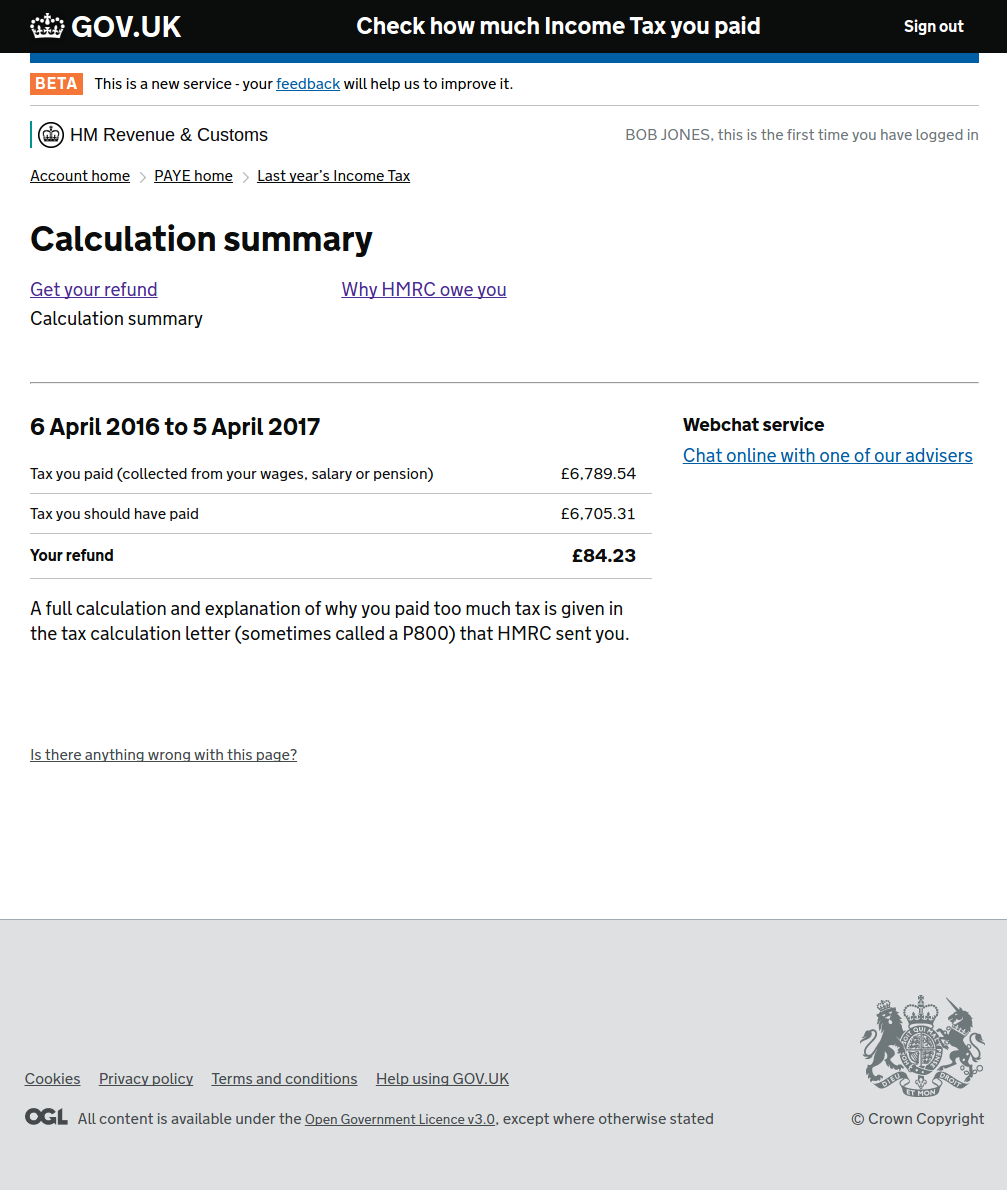 GOV.UK Check how much Income Tax you paid Sign out
BETA This is a new service - your feedback will help us to improve it.
HM Revenue & Customs BOB JONES, this is the first time you have logged in
Account home PAYE home Last year's Income Tax
Calculation summary
Get your refund Why HMRC owe you
Calculation summary
6 April 2016 to 5 April 2017
Tax you paid (collected from your wages, salary or pension) £6,789.54
Tax you should have paid £6,705.31
Your refund £84.23
A full calculation and explanation of why you paid too much tax is given in
the tax calculation letter (sometimes called a P800) that HMRC sent you.
Webchat service
Chat online with one of our advisers
Is there anything wrong with this page?
Cookies Privacy policy Terms and conditions Help using GOV.UK
OGL All content is available under the Open Government Licence v3.0, except where otherwise stated
DIEU ET MON DROIT
© Crown Copyright